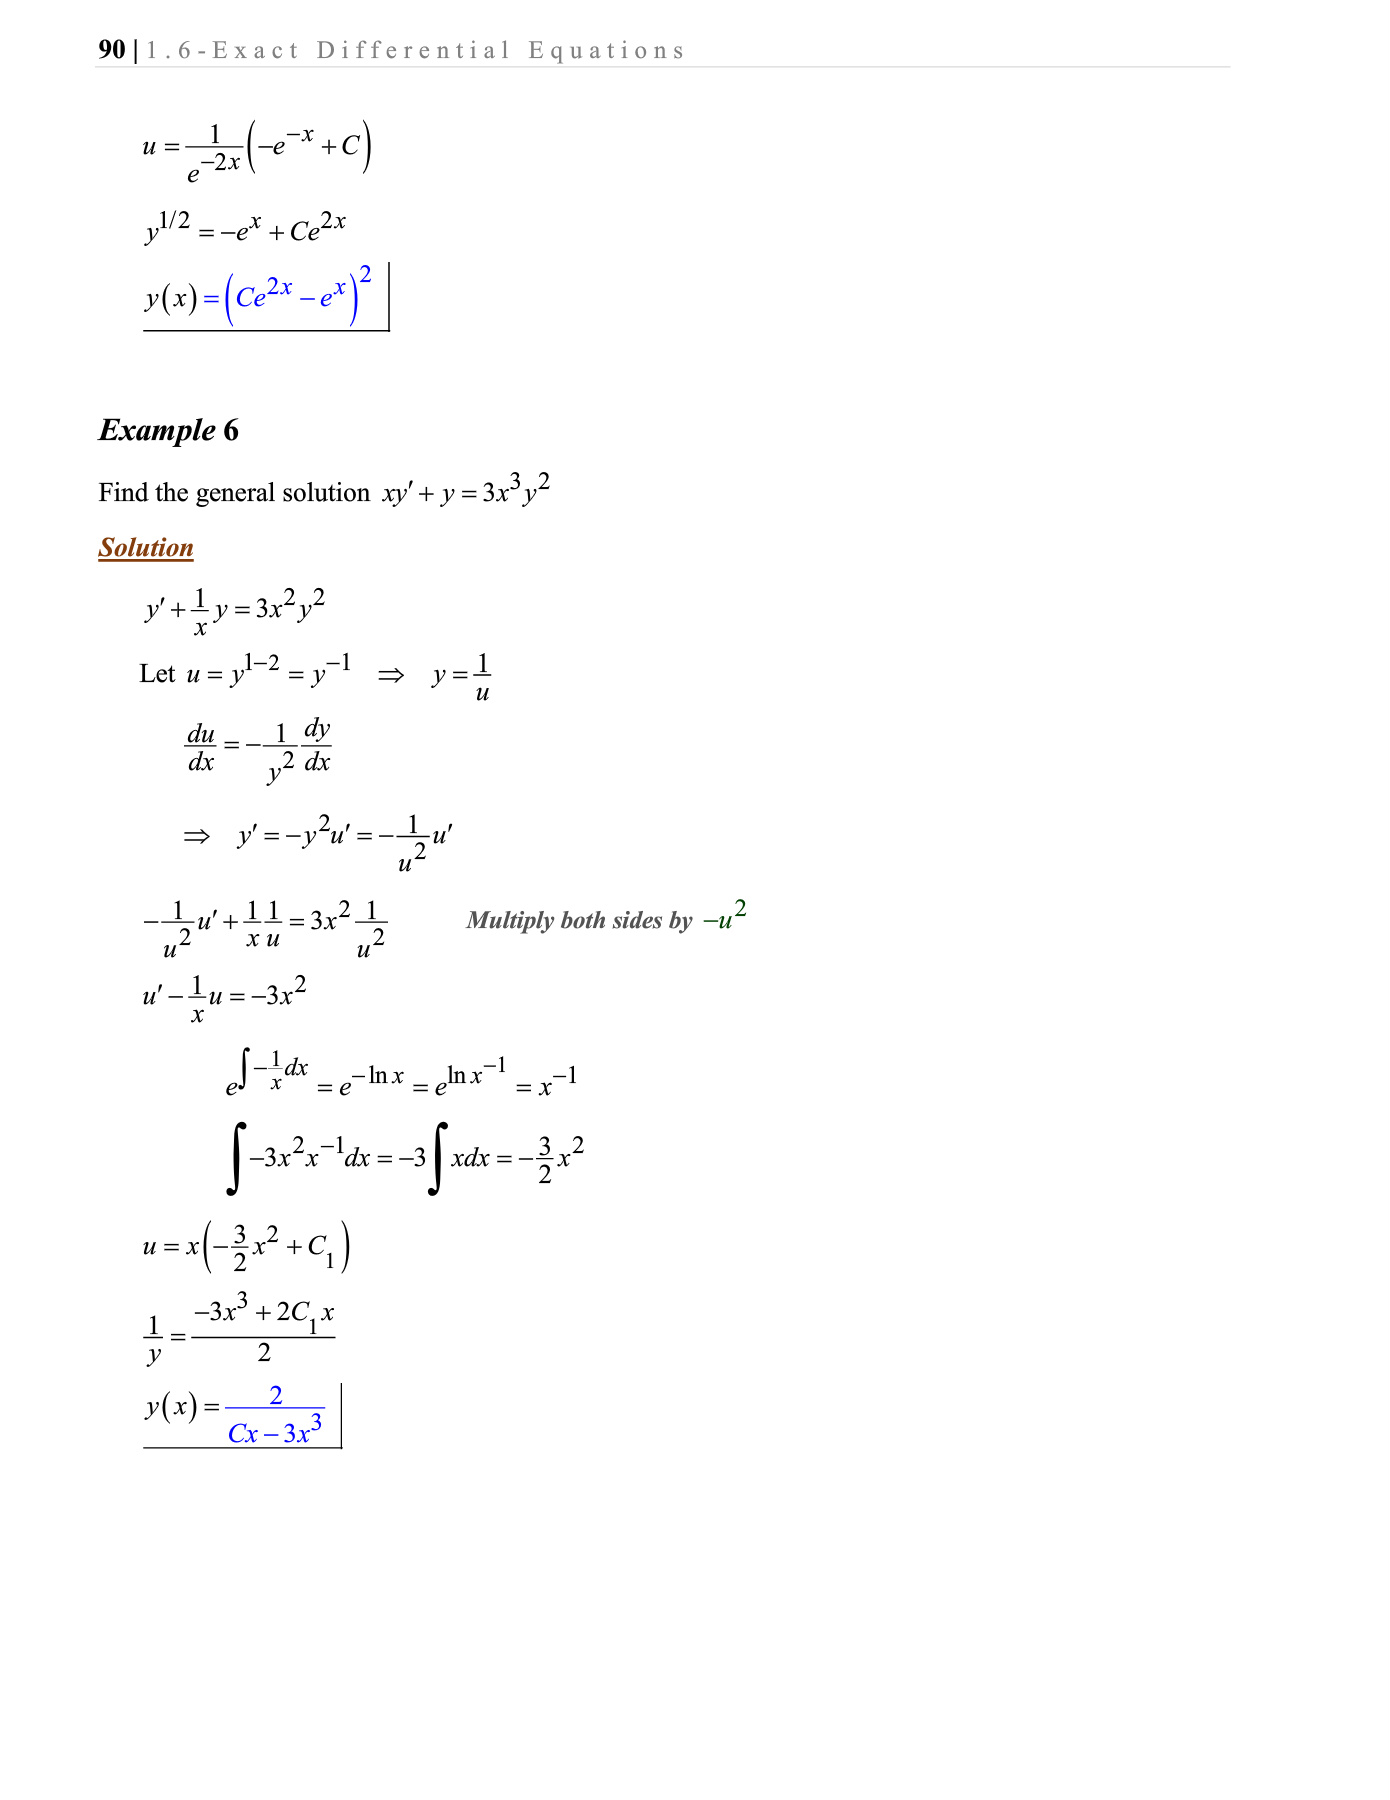 90 | 1.6-Exact Differential Equations
u = \frac{1}{e^{-2x}}\left(-e^{-x} + C\right)
y^{1/2} = -e^x + Ce^{2x}
y(x) = \left(Ce^{2x} - e^x\right)^2
Example 6
Find the general solution xy' + y = 3x^3y^2
Solution
y' + \frac{1}{x}y = 3x^2y^2
Let u = y^{1-2} = y^{-1} ⇒ y = \frac{1}{u}
\frac{du}{dx} = -\frac{1}{y^2}\frac{dy}{dx}
⇒ y' = -y^2u' = -\frac{1}{u^2}u'
-\frac{1}{u^2}u' + \frac{1}{x}\frac{1}{u} = 3x^2\frac{1}{u^2} Multiply both sides by -u^2
u' - \frac{1}{x}u = -3x^2
e^{\int -\frac{1}{x}dx} = e^{-\ln x} = e^{\ln x^{-1}} = x^{-1}
\int -3x^2x^{-1}dx = -3\int xdx = -\frac{3}{2}x^2
u = x\left(-\frac{3}{2}x^2 + C_1\right)
\frac{1}{y} = \frac{-3x^3 + 2C_1x}{2}
y(x) = \frac{2}{Cx - 3x^3}